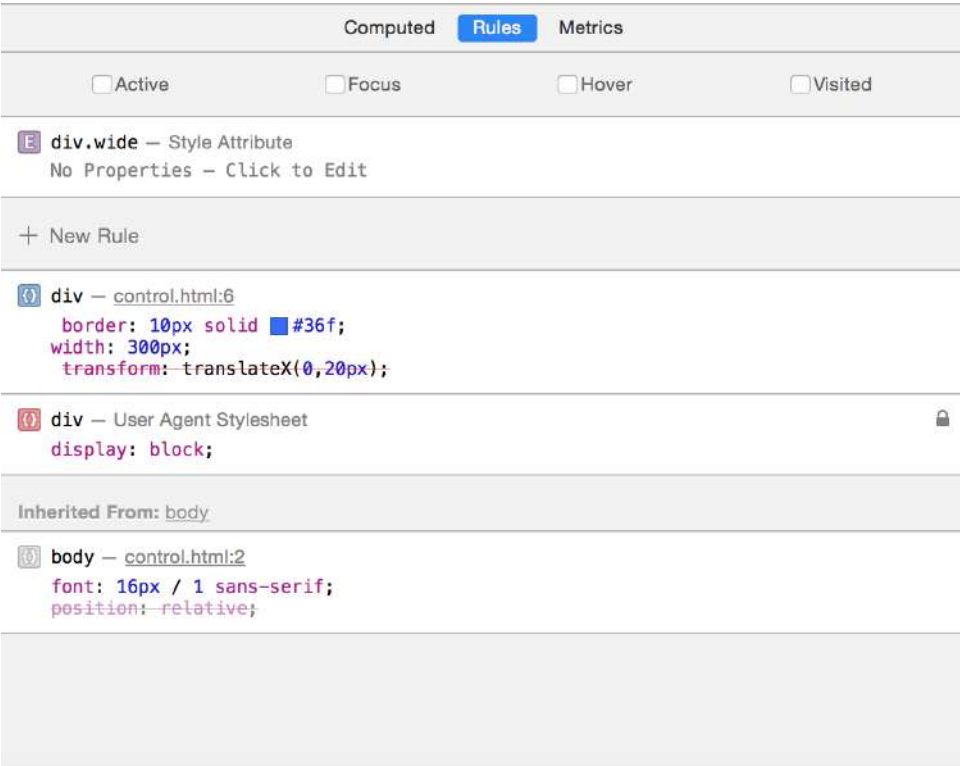 Computed Rules Metrics
Active Focus Hover Visited
E div.wide — Style Attribute
No Properties — Click to Edit
+ New Rule
{} div — control.html:6
border: 10px solid #36f;
width: 300px;
transform: translateX(0,20px);
{} div — User Agent Stylesheet
display: block;
Inherited From: body
{} body — control.html:2
font: 16px / 1 sans-serif;
position: relative;